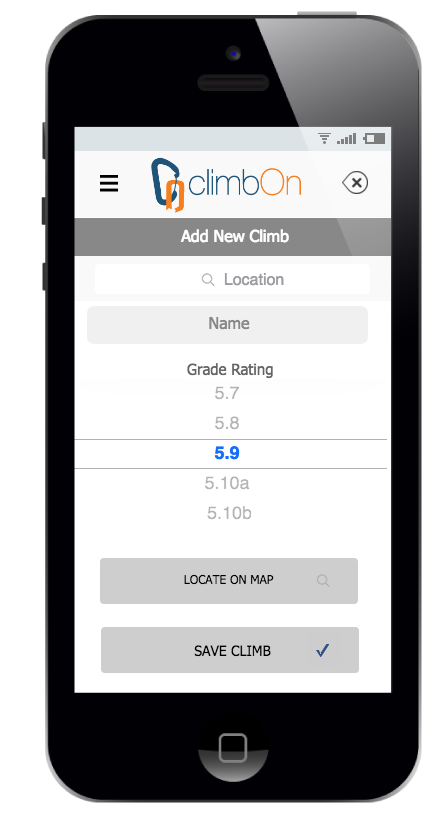 climbOn
Add New Climb
Location
Name
Grade Rating
5.7
5.8
5.9
5.10a
5.10b
LOCATE ON MAP
SAVE CLIMB